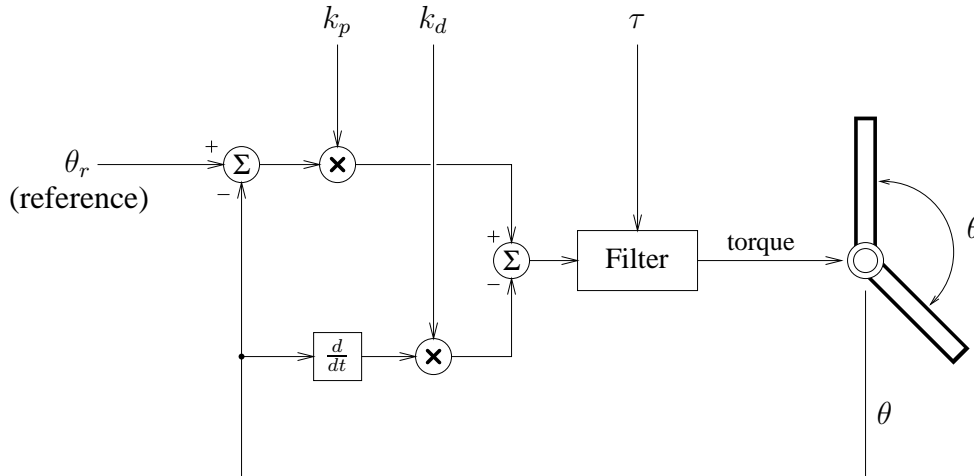 k_p
k_d
τ
θ_r
(reference)
+
Σ
−
×
+
Σ
−
Filter
torque
θ
d/dt
×
θ